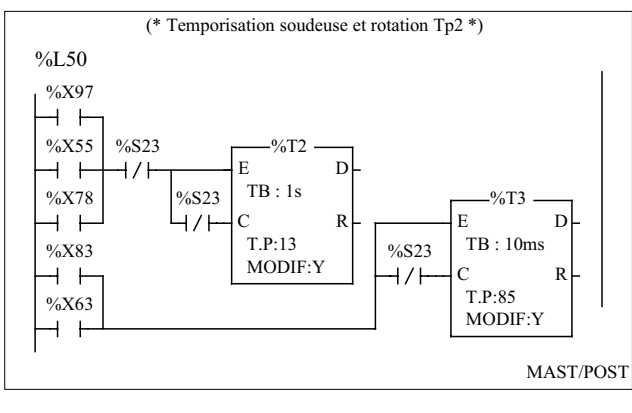 (* Temporisation soudeuse et rotation Tp2 *)
%L50
%X97
%X55 %S23 %T2
E D
TB : 1s
%X78 %S23 %T3
C R E D
T.P:13 TB : 10ms
%X83 %S23
MODIF:Y C R
T.P:85
%X63
MODIF:Y
MAST/POST